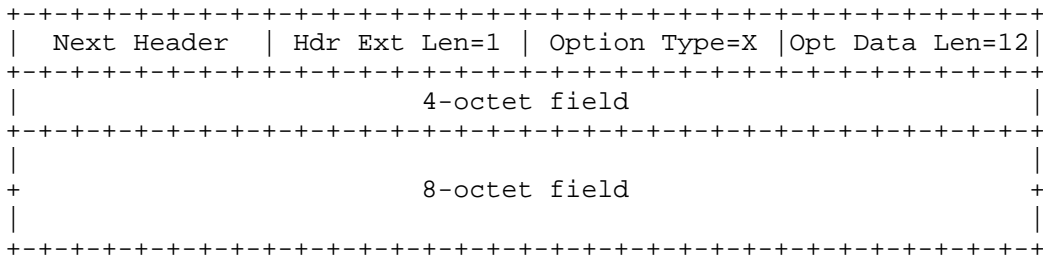 +-+-+-+-+-+-+-+-+-+-+-+-+-+-+-+-+-+-+-+-+-+-+-+-+-+-+-+-+-+-+-+-+
|  Next Header  | Hdr Ext Len=1 | Option Type=X |Opt Data Len=12|
+-+-+-+-+-+-+-+-+-+-+-+-+-+-+-+-+-+-+-+-+-+-+-+-+-+-+-+-+-+-+-+-+
|                         4-octet field                         |
+-+-+-+-+-+-+-+-+-+-+-+-+-+-+-+-+-+-+-+-+-+-+-+-+-+-+-+-+-+-+-+-+
|                                                               |
+                         8-octet field                         +
|                                                               |
+-+-+-+-+-+-+-+-+-+-+-+-+-+-+-+-+-+-+-+-+-+-+-+-+-+-+-+-+-+-+-+-+